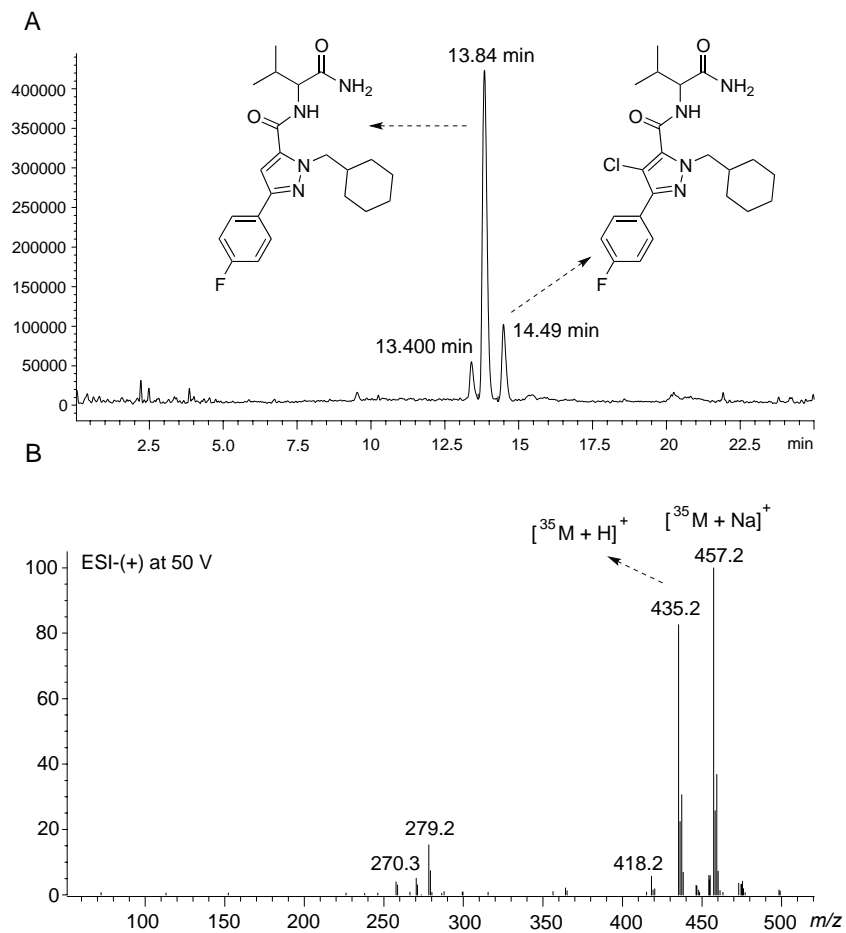 A
13.84 min
400000
350000
300000
250000
200000
150000
100000
50000
0
O
NH2
NH
O
N
N
F
O
NH2
NH
O
Cl
N
N
F
13.400 min
14.49 min
2.5 5.0 7.5 10 12.5 15 17.5 20 22.5 min
B
[35M + H]+
[35M + Na]+
ESI-(+) at 50 V
457.2
435.2
100
80
60
40
20
0
279.2
270.3
418.2
100 150 200 250 300 350 400 450 500 m/z